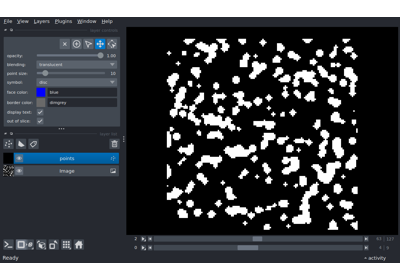 File View Layers Plugins Window Help
opacity: 1.00
blending: translucent
point size: 10
symbol: disc
face color: blue
border color: dimgrey
display text: ✓
out of slice: ✓
points
Image
2
0
Ready
activity